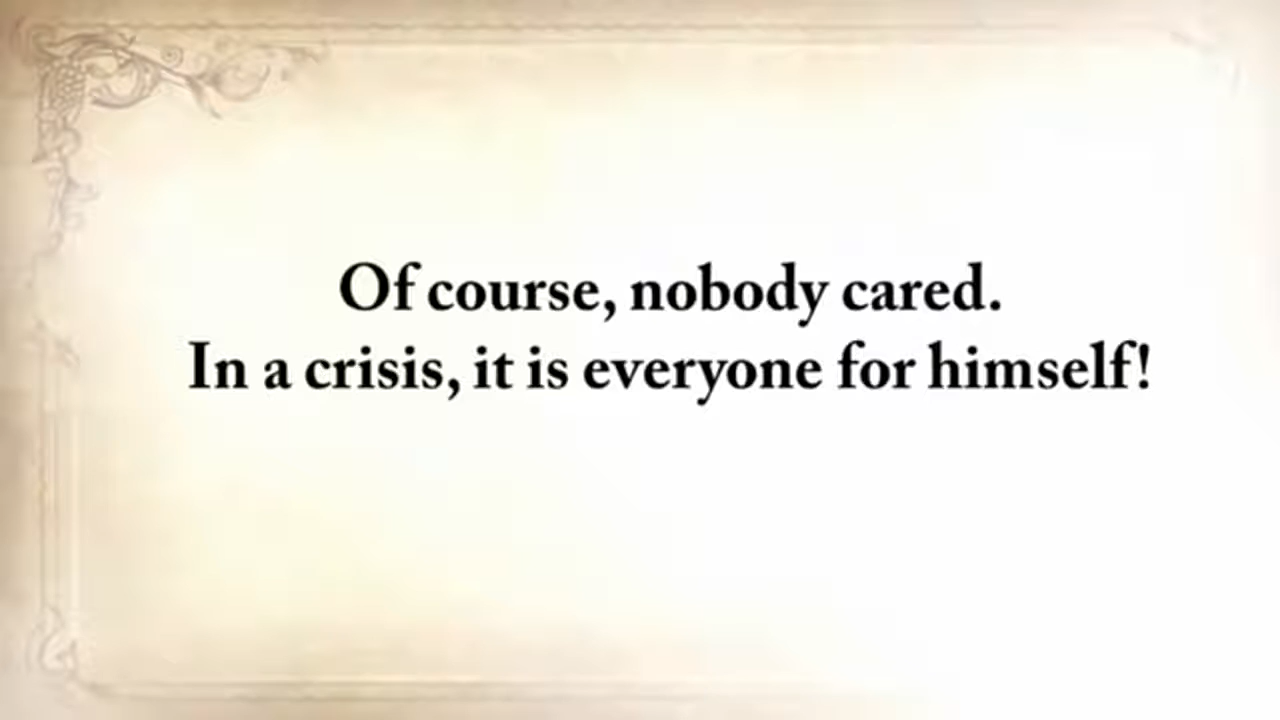 Of course, nobody cared.
In a crisis, it is everyone for himself!